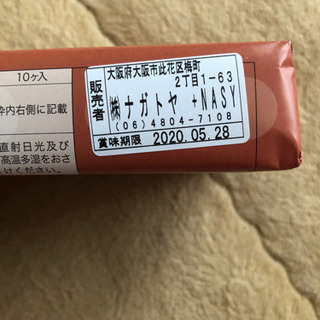 10ヶ入
枠内右側に記載
直射日光及び
高温多湿をおさ
けください。
販売者
大阪府大阪市此花区梅町
2丁目1-63
㈱ナガトヤ +NASY
(06)4804-7108
賞味期限 2020.05.28